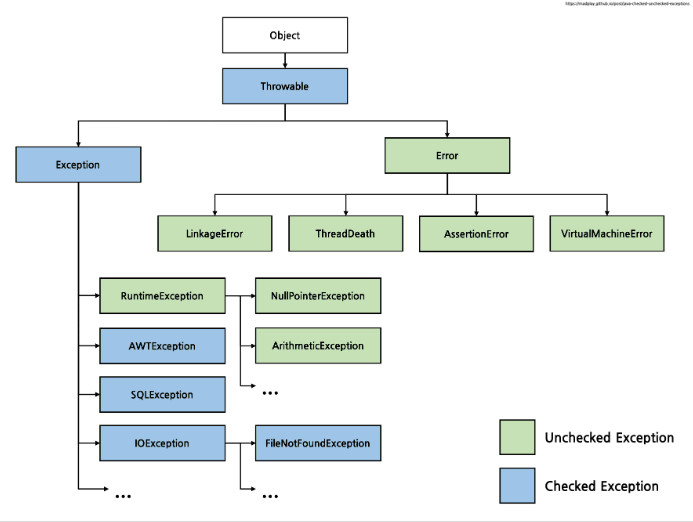 https://madplay.github.io/post/java-checked-unchecked-exceptions
Object
Throwable
Exception
Error
LinkageError
ThreadDeath
AssertionError
VirtualMachineError
RuntimeException
NullPointerException
AWTException
ArithmeticException
SQLException
...
IOException
FileNotFoundException
...
...
Unchecked Exception
Checked Exception